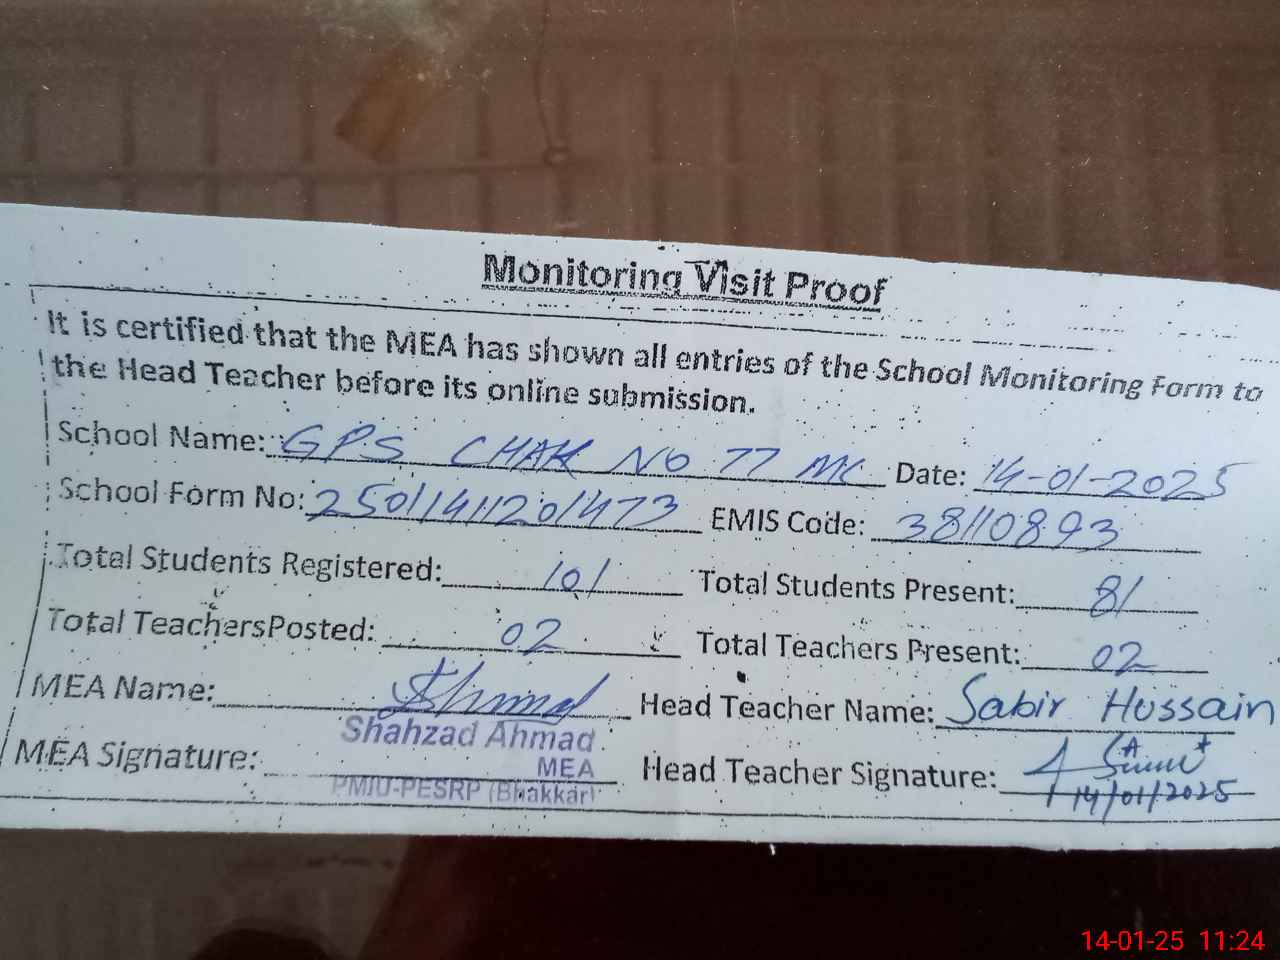 Monitoring Visit Proof
It is certified that the MEA has shown all entries of the School Monitoring Form to
the Head Teacher before its online submission.
School Name: GPS CHAK NO 77 MC Date: 14-01-2025
School Form No: 2501141201473 EMIS Code: 38110893
Total Students Registered: 101 Total Students Present: 81
Total TeachersPosted: 02 Total Teachers Present: 02
MEA Name: Head Teacher Name: Sabir Hussain
Shahzad Ahmad
MEA Signature: MEA Head Teacher Signature:
PMIU-PESRP (Bhakkar) 14/01/2025
14-01-25 11:24